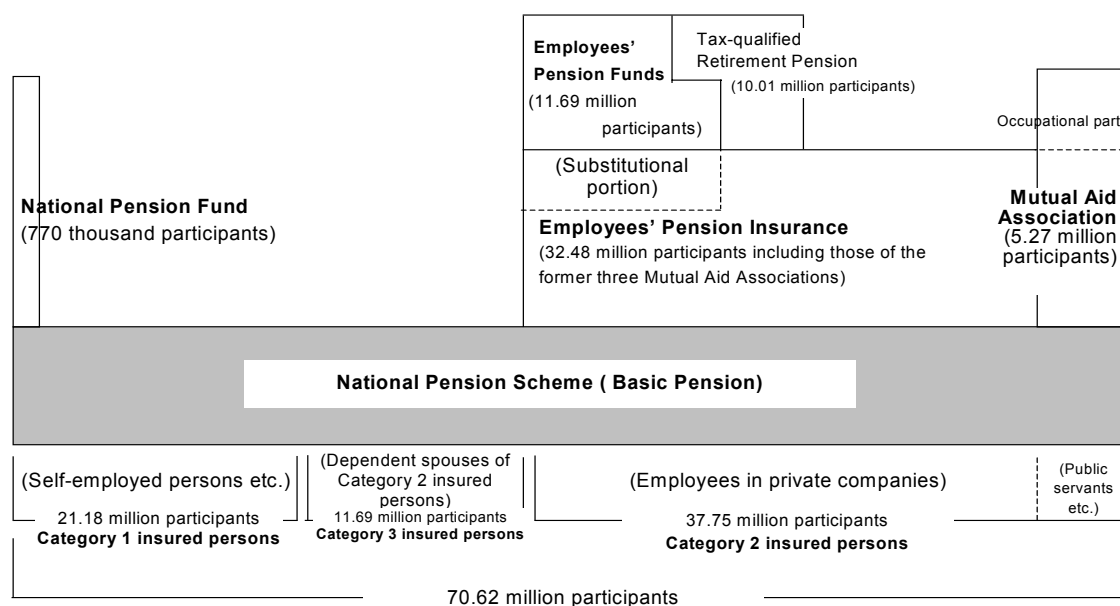 Employees’
Pension Funds
(11.69 million
participants)
Tax-qualified
Retirement Pension
(10.01 million participants)
Occupational part
(Substitutional
portion)
National Pension Fund
(770 thousand participants)
Employees’ Pension Insurance
(32.48 million participants including those of the
former three Mutual Aid Associations)
Mutual Aid
Association
(5.27 million
participants)
National Pension Scheme ( Basic Pension)
(Self-employed persons etc.)
21.18 million participants
Category 1 insured persons
(Dependent spouses of
Category 2 insured
persons)
11.69 million participants
Category 3 insured persons
(Employees in private companies)
37.75 million participants
Category 2 insured persons
(Public
servants
etc.)
70.62 million participants